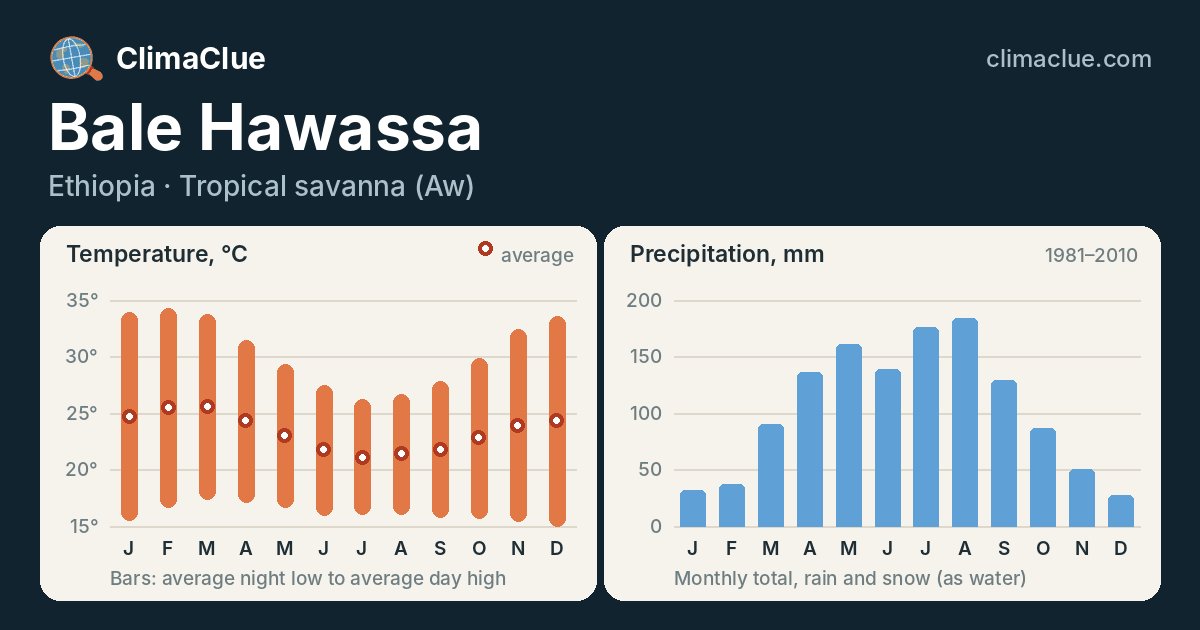 ClimaClue
climaclue.com
Bale Hawassa
Ethiopia · Tropical savanna (Aw)
Temperature, °C
average
35°
30°
25°
20°
15°
J F M A M J J A S O N D
Bars: average night low to average day high
Precipitation, mm
1981–2010
200
150
100
50
0
J F M A M J J A S O N D
Monthly total, rain and snow (as water)